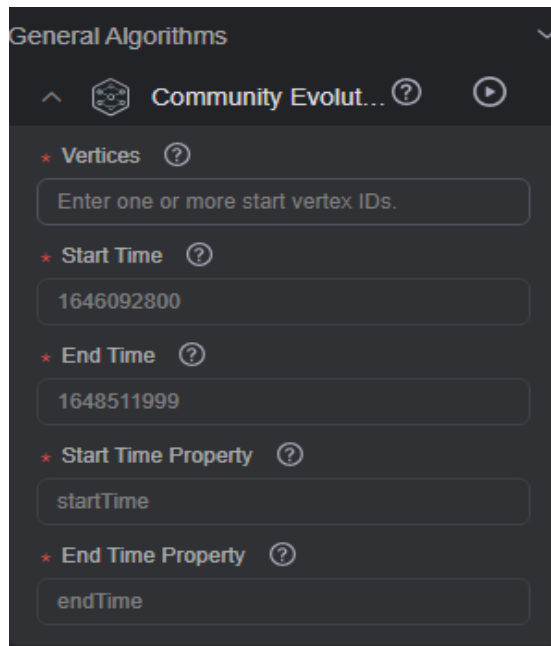 General Algorithms
Community Evolut...
* Vertices
Enter one or more start vertex IDs.
* Start Time
1646092800
* End Time
1648511999
* Start Time Property
startTime
* End Time Property
endTime